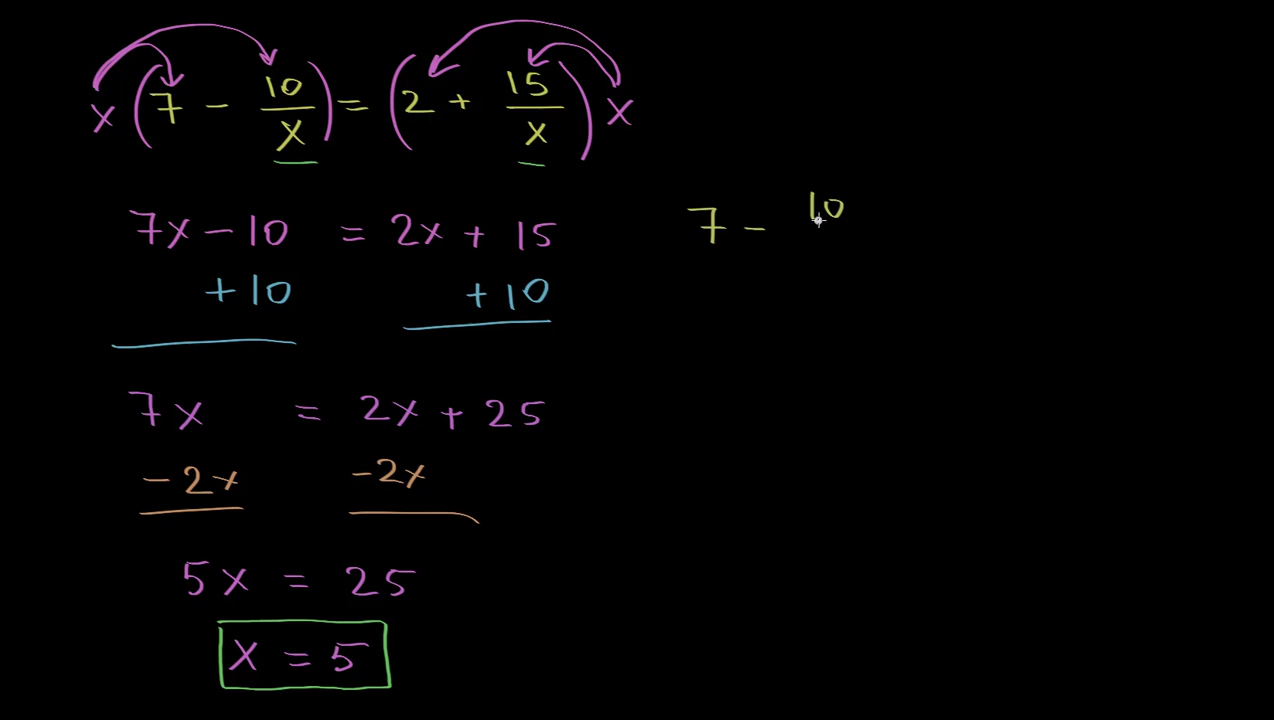 x ( 7 - 10/x ) = ( 2 + 15/x ) x
7x - 10 = 2x + 15
+ 10 + 10
7x = 2x + 25
- 2x - 2x
5x = 25
x = 5
7 - 10